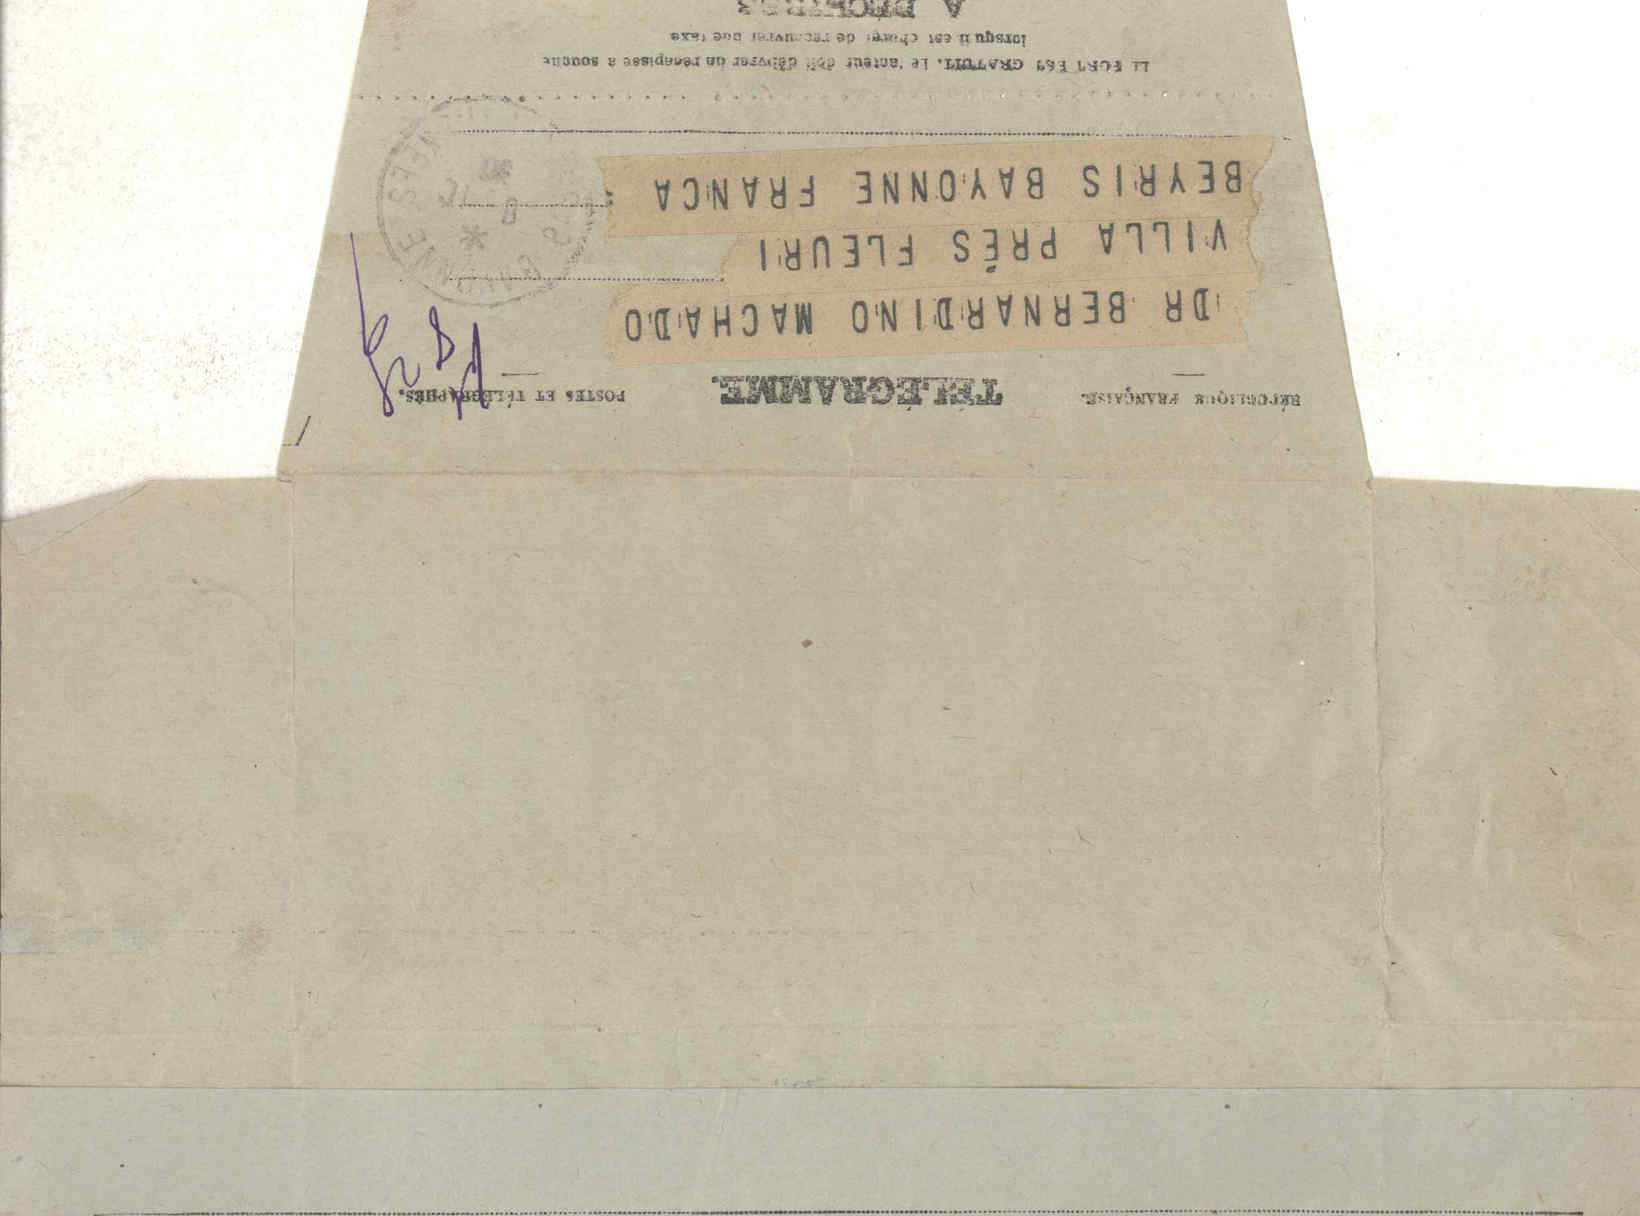 RÉPUBLIQUE FRANÇAISE.
TÉLÉGRAMME.
POSTES ET TÉLÉGRAPHES.
DR BERNARDINO MACHADO
VILLA PRÉS FLEURI
BEYRIS BAYONNE FRANCA =
LE PORT EST GRATUIT. Le facteur doit délivrer un récépissé à souche
lorsqu'il est chargé de recouvrer une taxe
A DÉCHIRER